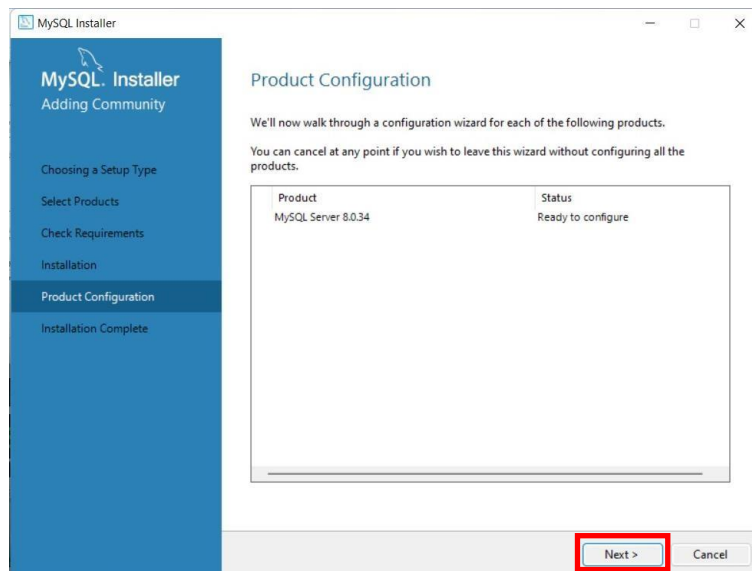 MySQL Installer
MySQL. Installer
Adding Community
Choosing a Setup Type
Select Products
Check Requirements
Installation
Product Configuration
Installation Complete
Product Configuration
We'll now walk through a configuration wizard for each of the following products.
You can cancel at any point if you wish to leave this wizard without configuring all the
products.
Product Status
MySQL Server 8.0.34 Ready to configure
Next > Cancel